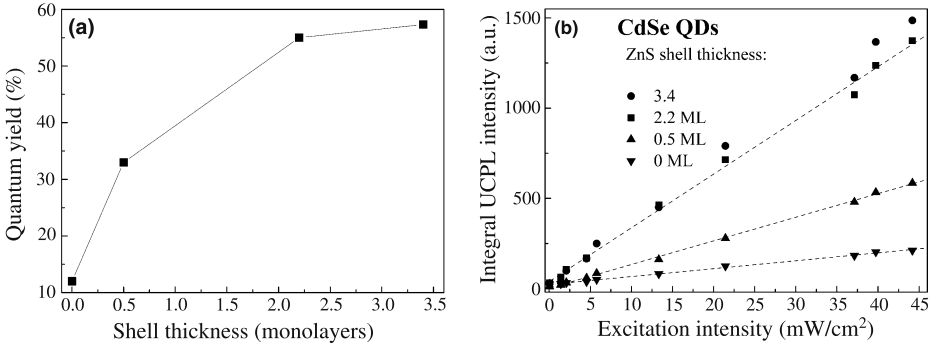 (a)
Quantum yield (%)
60
50
40
30
20
10
0.0 0.5 1.0 1.5 2.0 2.5 3.0 3.5
Shell thickness (monolayers)
(b)
CdSe QDs
ZnS shell thickness:
3.4
2.2 ML
0.5 ML
0 ML
Integral UCPL intensity (a.u.)
1500
1000
500
0
0 5 10 15 20 25 30 35 40 45
Excitation intensity (mW/cm²)